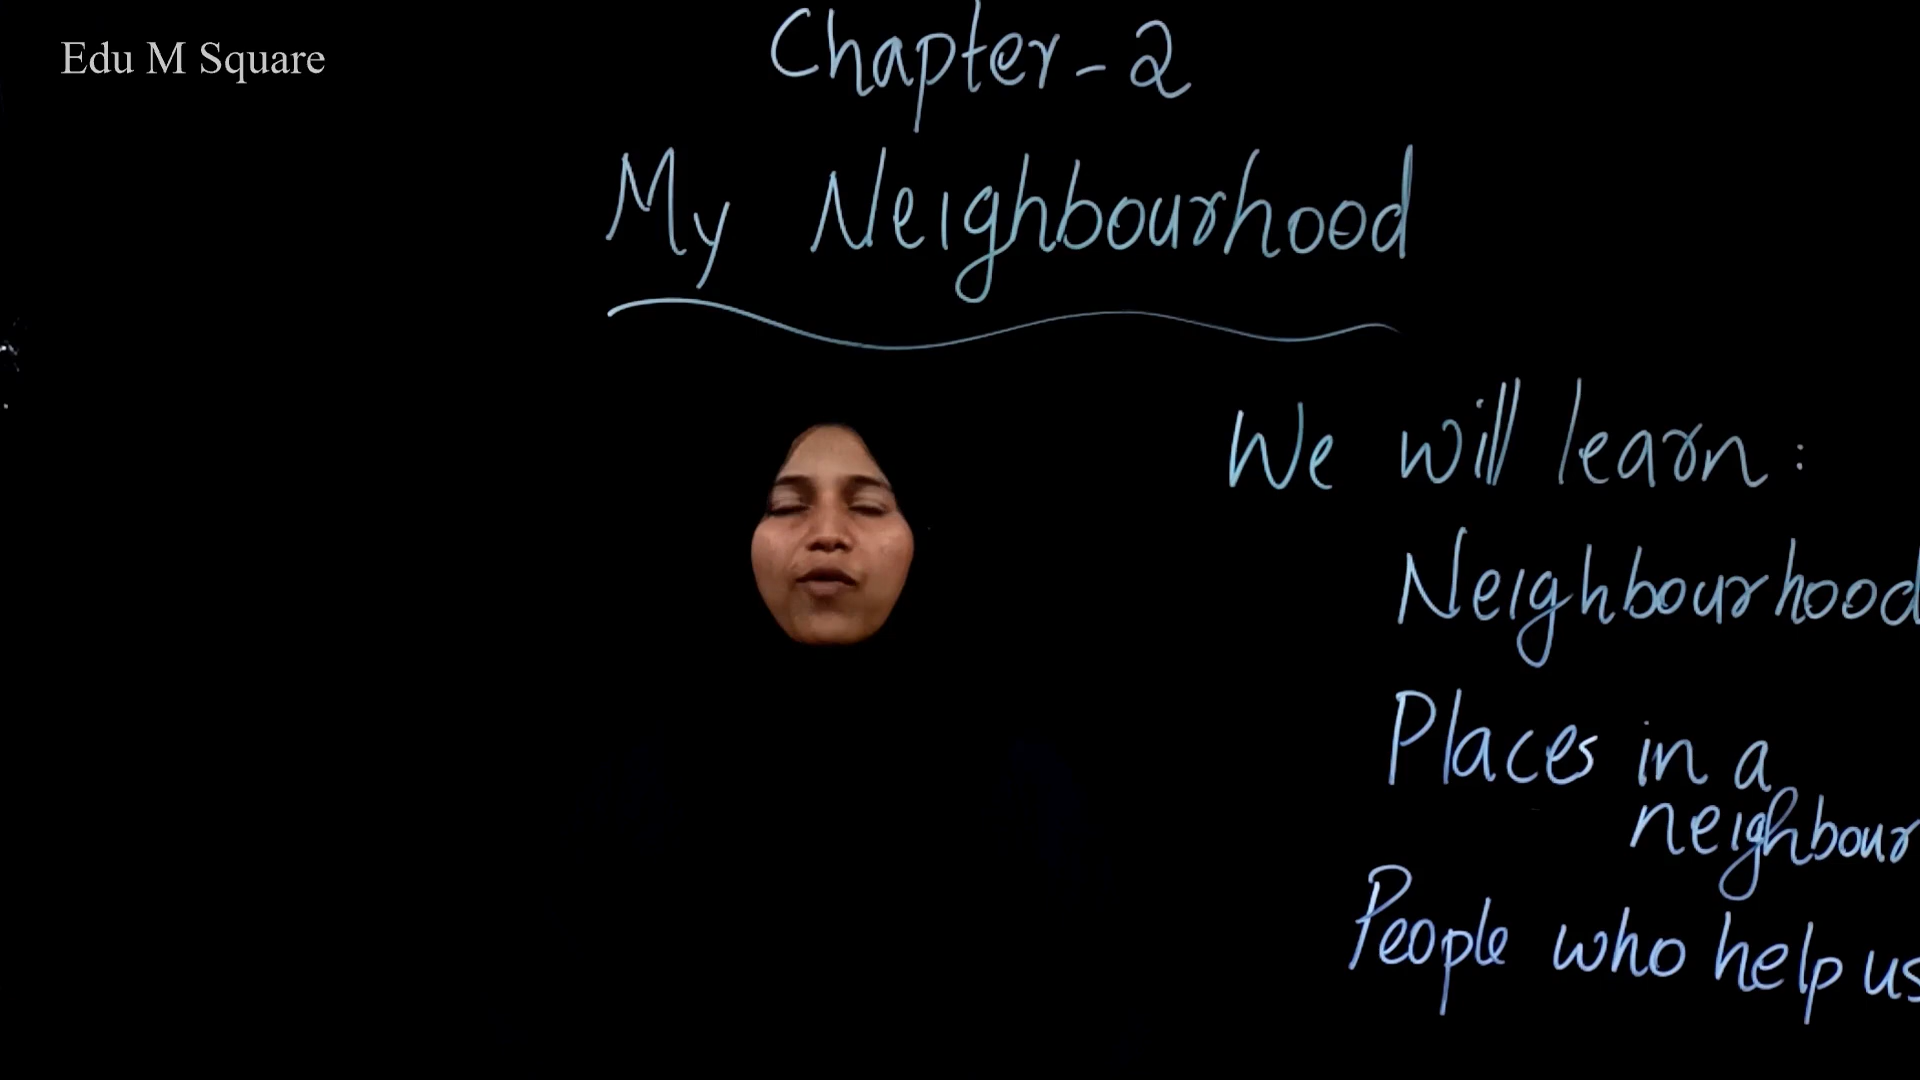 Edu M Square
Chapter-2
My Neighbourhood
We will learn:
Neighbourhood
Places in a
neighbour
People who help us